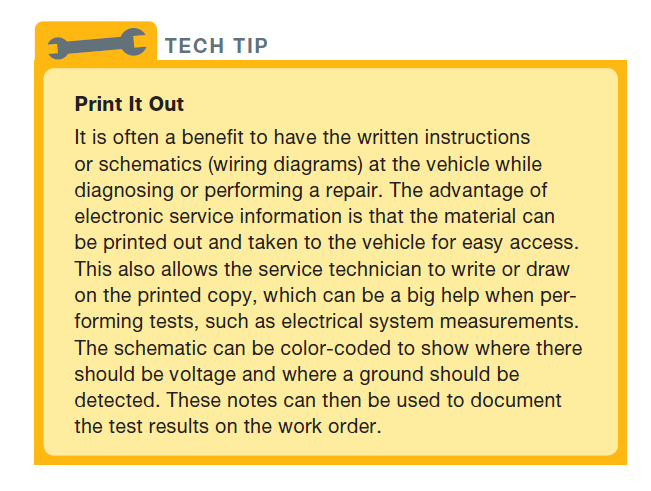 TECH TIP
Print It Out
It is often a benefit to have the written instructions
or schematics (wiring diagrams) at the vehicle while
diagnosing or performing a repair. The advantage of
electronic service information is that the material can
be printed out and taken to the vehicle for easy access.
This also allows the service technician to write or draw
on the printed copy, which can be a big help when per-
forming tests, such as electrical system measurements.
The schematic can be color-coded to show where there
should be voltage and where a ground should be
detected. These notes can then be used to document
the test results on the work order.